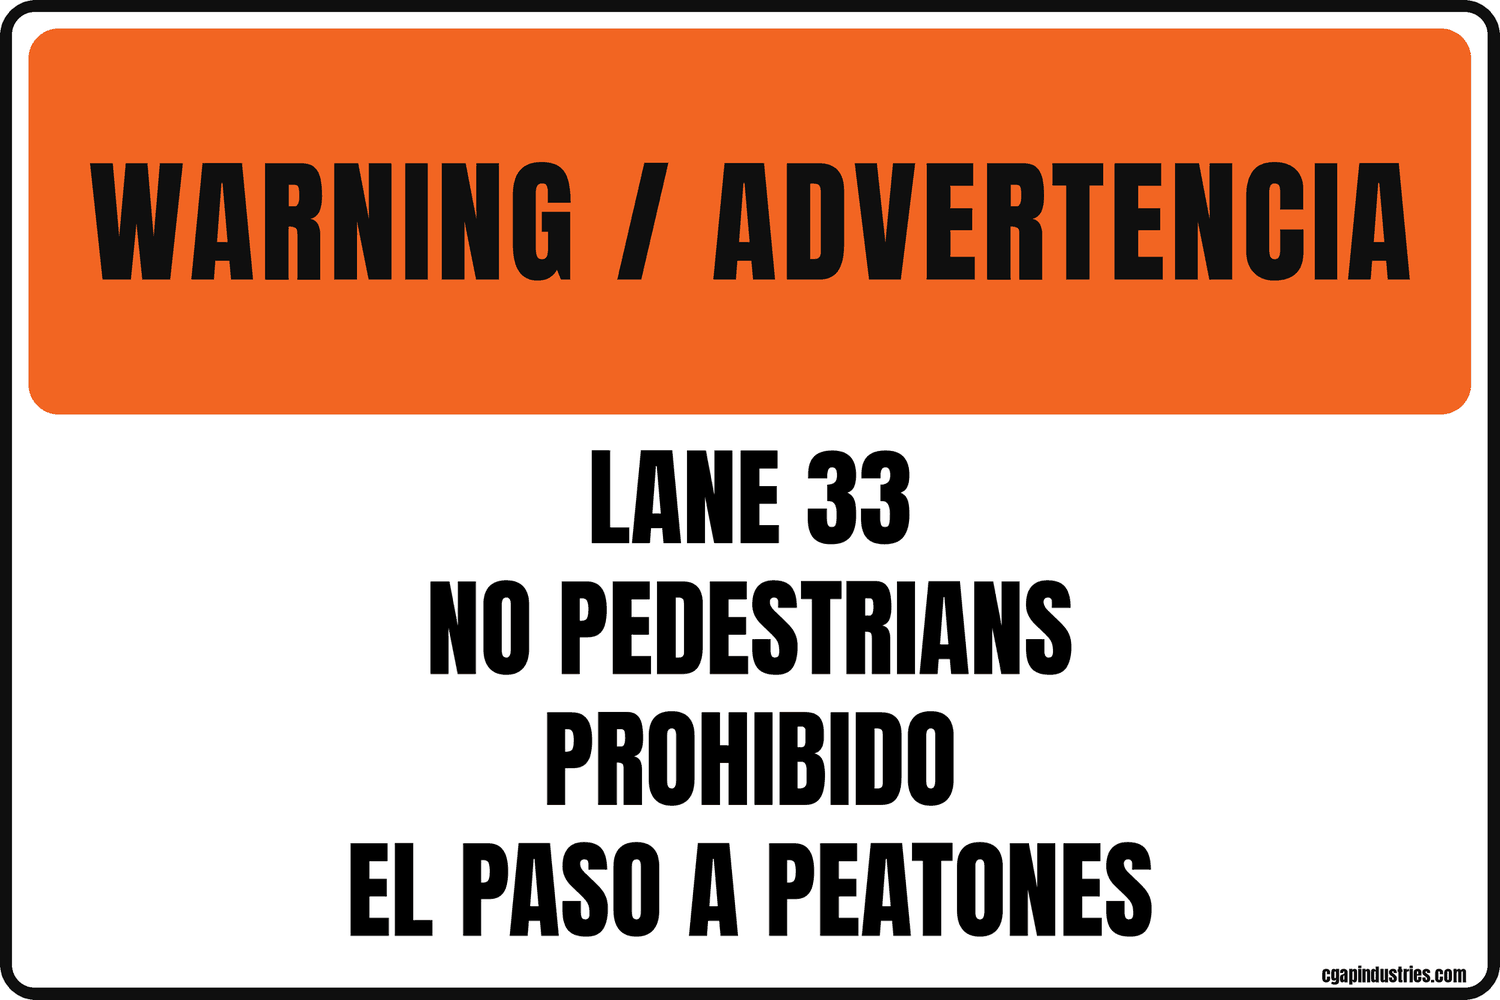 WARNING / ADVERTENCIA
LANE 33
NO PEDESTRIANS
PROHIBIDO
EL PASO A PEATONES
cgapindustries.com